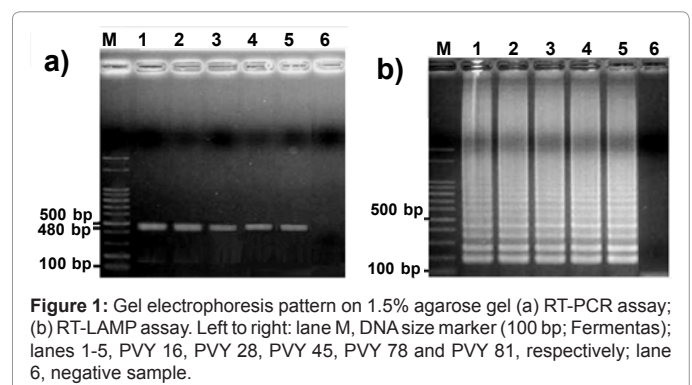 M 1 2 3 4 5 6
a)
500 bp
480 bp
100 bp
M 1 2 3 4 5 6
b)
500 bp
100 bp
Figure 1: Gel electrophoresis pattern on 1.5% agarose gel (a) RT-PCR assay;
(b) RT-LAMP assay. Left to right: lane M, DNA size marker (100 bp; Fermentas);
lanes 1-5, PVY 16, PVY 28, PVY 45, PVY 78 and PVY 81, respectively; lane
6, negative sample.